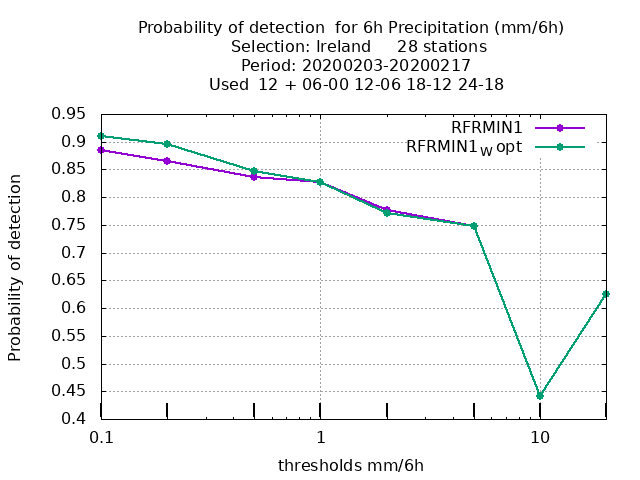 Probability of detection  for 6h Precipitation (mm/6h)
Selection: Ireland     28 stations
Period: 20200203-20200217
Used  12 + 06-00 12-06 18-12 24-18
RFRMIN1
RFRMIN1W opt
Probability of detection
0.95
0.9
0.85
0.8
0.75
0.7
0.65
0.6
0.55
0.5
0.45
0.4
0.1
1
10
thresholds mm/6h